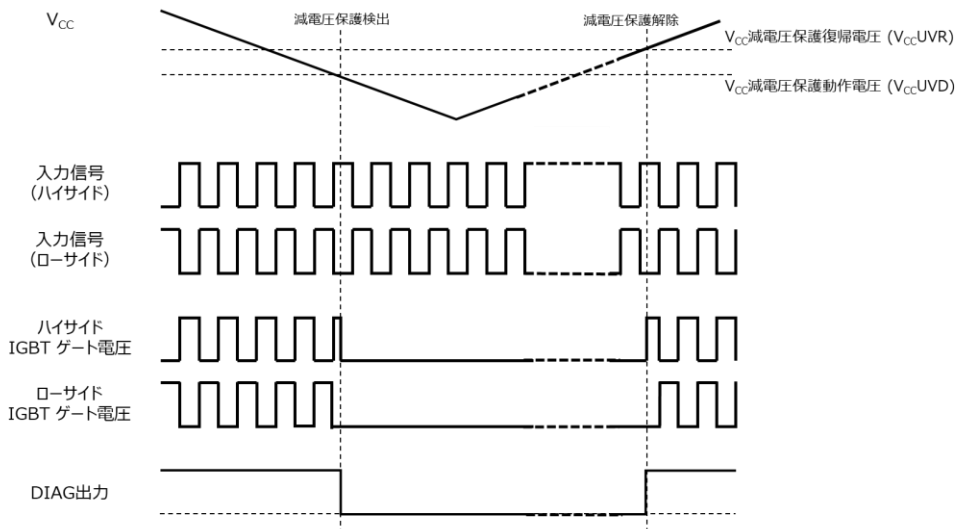 VCC
減電圧保護検出
減電圧保護解除
VCC減電圧保護復帰電圧 (VCCUVR)
VCC減電圧保護動作電圧 (VCCUVD)
入力信号
(ハイサイド)
入力信号
(ローサイド)
ハイサイド
IGBT ゲート電圧
ローサイド
IGBT ゲート電圧
DIAG出力